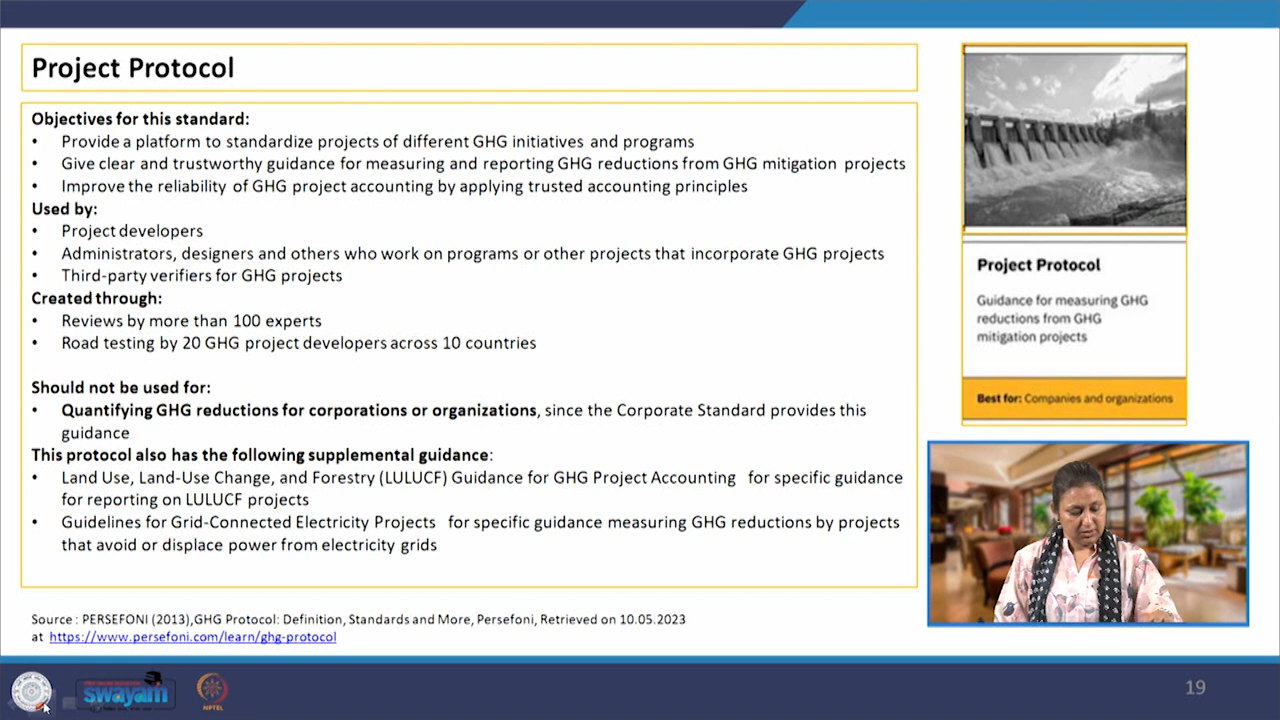 Project Protocol
Objectives for this standard:
• Provide a platform to standardize projects of different GHG initiatives and programs
• Give clear and trustworthy guidance for measuring and reporting GHG reductions from GHG mitigation projects
• Improve the reliability of GHG project accounting by applying trusted accounting principles
Used by:
• Project developers
• Administrators, designers and others who work on programs or other projects that incorporate GHG projects
• Third-party verifiers for GHG projects
Created through:
• Reviews by more than 100 experts
• Road testing by 20 GHG project developers across 10 countries
Should not be used for:
• Quantifying GHG reductions for corporations or organizations, since the Corporate Standard provides this
guidance
This protocol also has the following supplemental guidance:
• Land Use, Land-Use Change, and Forestry (LULUCF) Guidance for GHG Project Accounting for specific guidance
for reporting on LULUCF projects
• Guidelines for Grid-Connected Electricity Projects for specific guidance measuring GHG reductions by projects
that avoid or displace power from electricity grids
Source : PERSEFONI (2013),GHG Protocol: Definition, Standards and More, Persefoni, Retrieved on 10.05.2023
at https://www.persefoni.com/learn/ghg-protocol
Project Protocol
Guidance for measuring GHG
reductions from GHG
mitigation projects
Best for: Companies and organizations
swayam
NPTEL
19